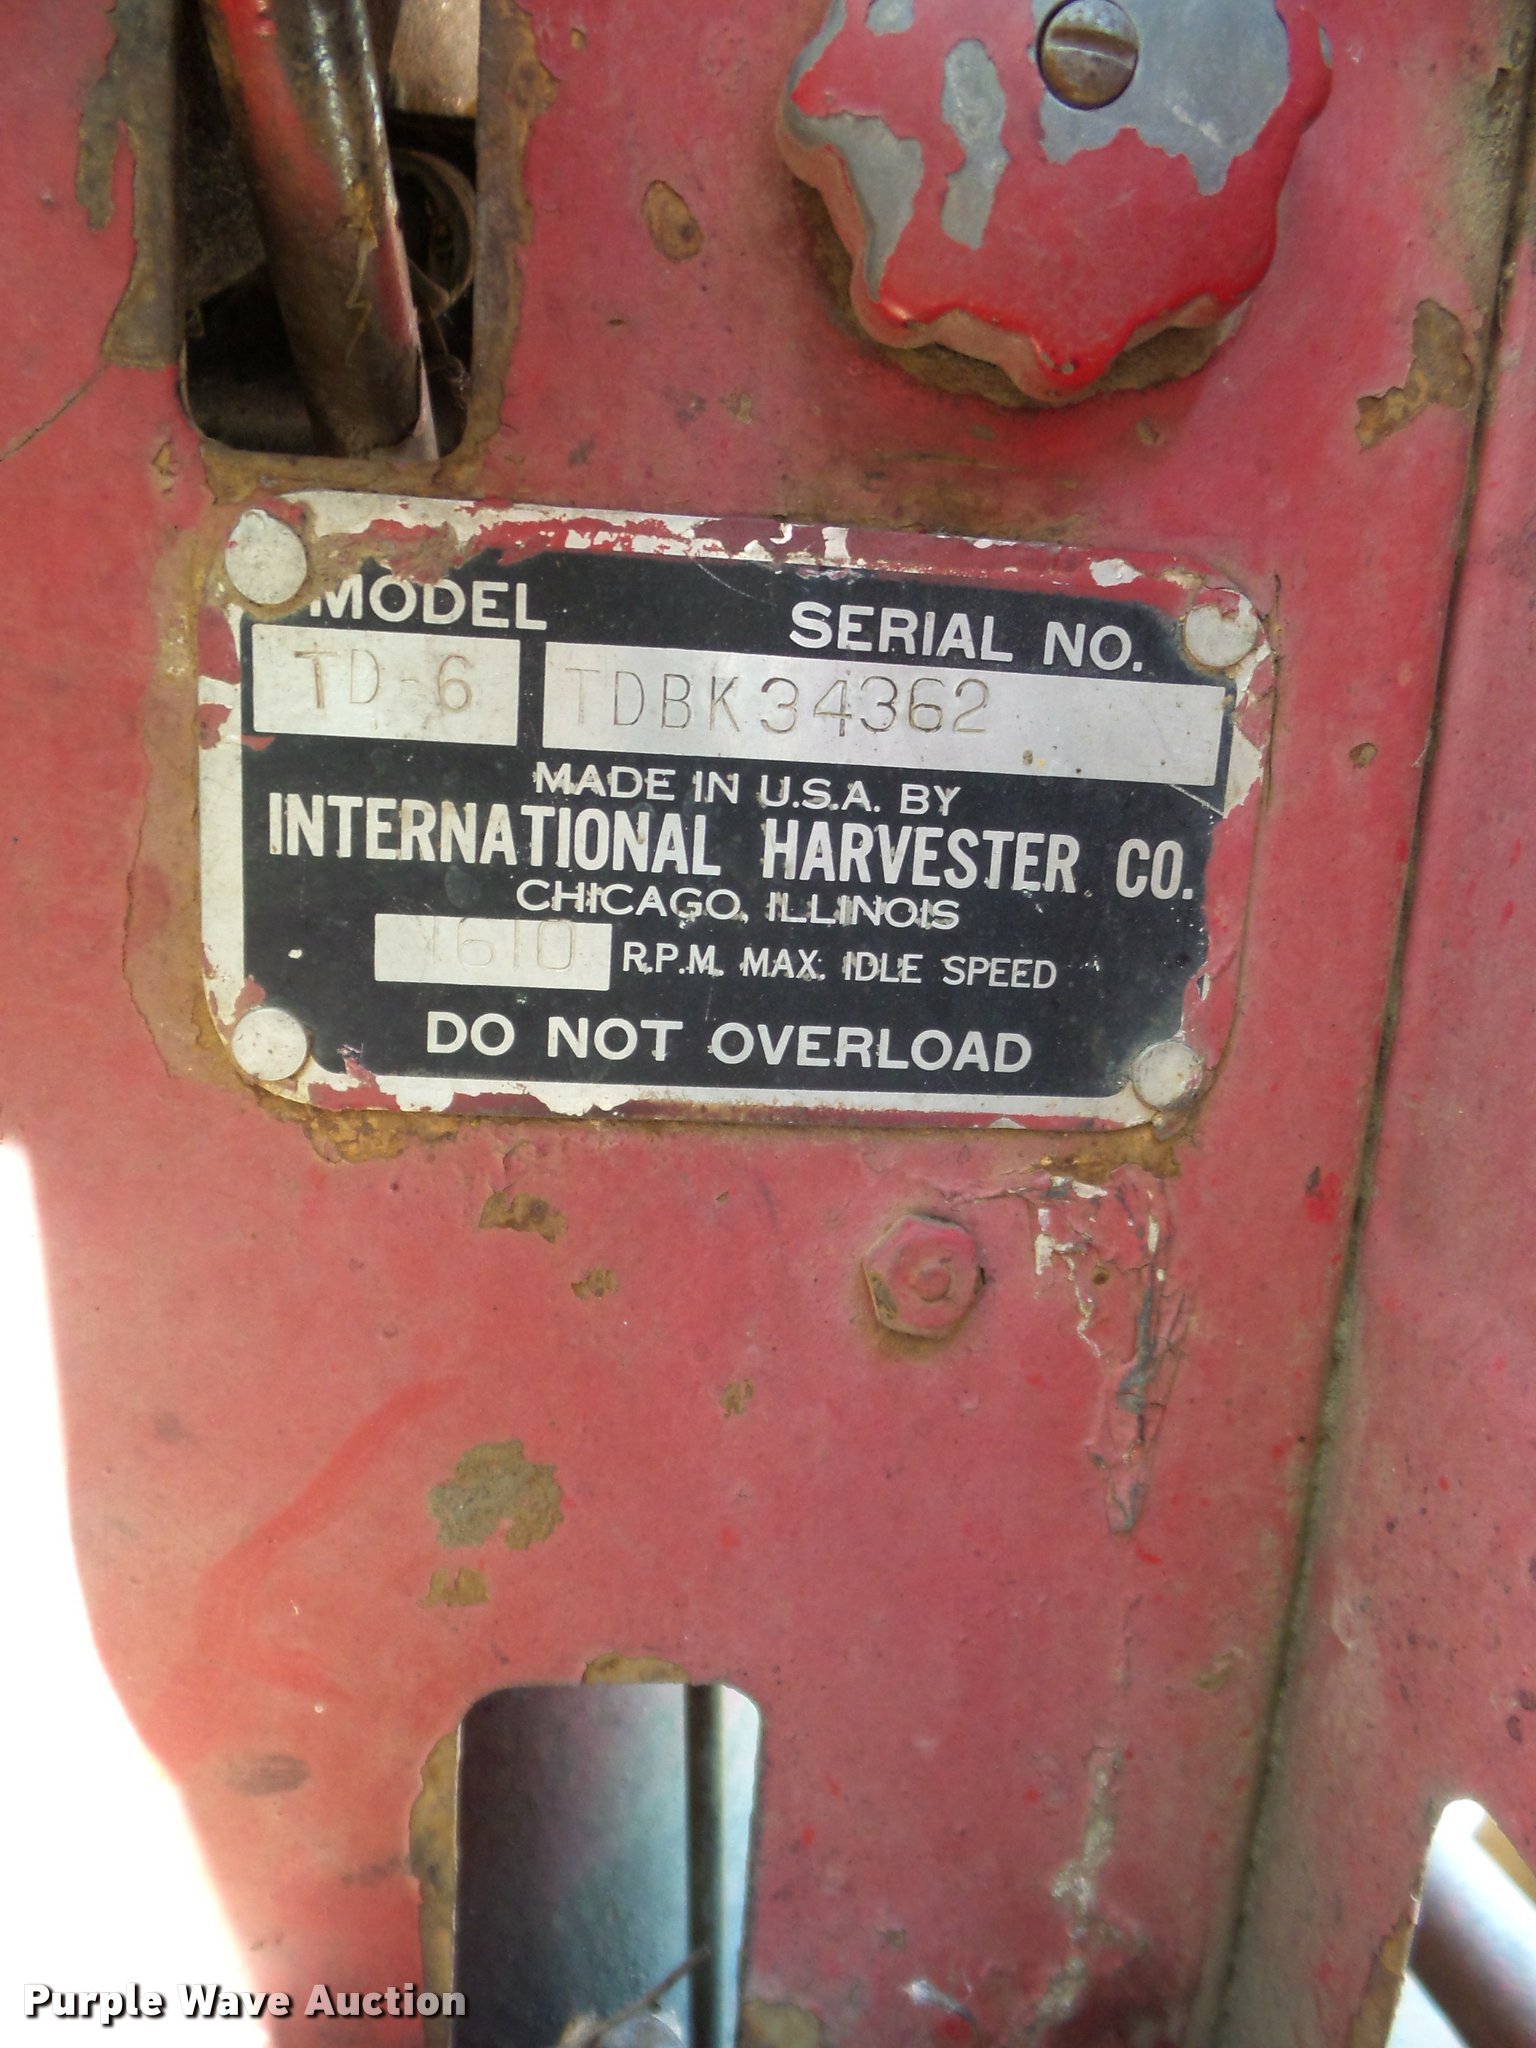 MODEL SERIAL NO.
TD-6 TDBK34362
MADE IN U.S.A. BY
INTERNATIONAL HARVESTER CO.
CHICAGO, ILLINOIS
1610 R.P.M. MAX. IDLE SPEED
DO NOT OVERLOAD
Purple Wave Auction